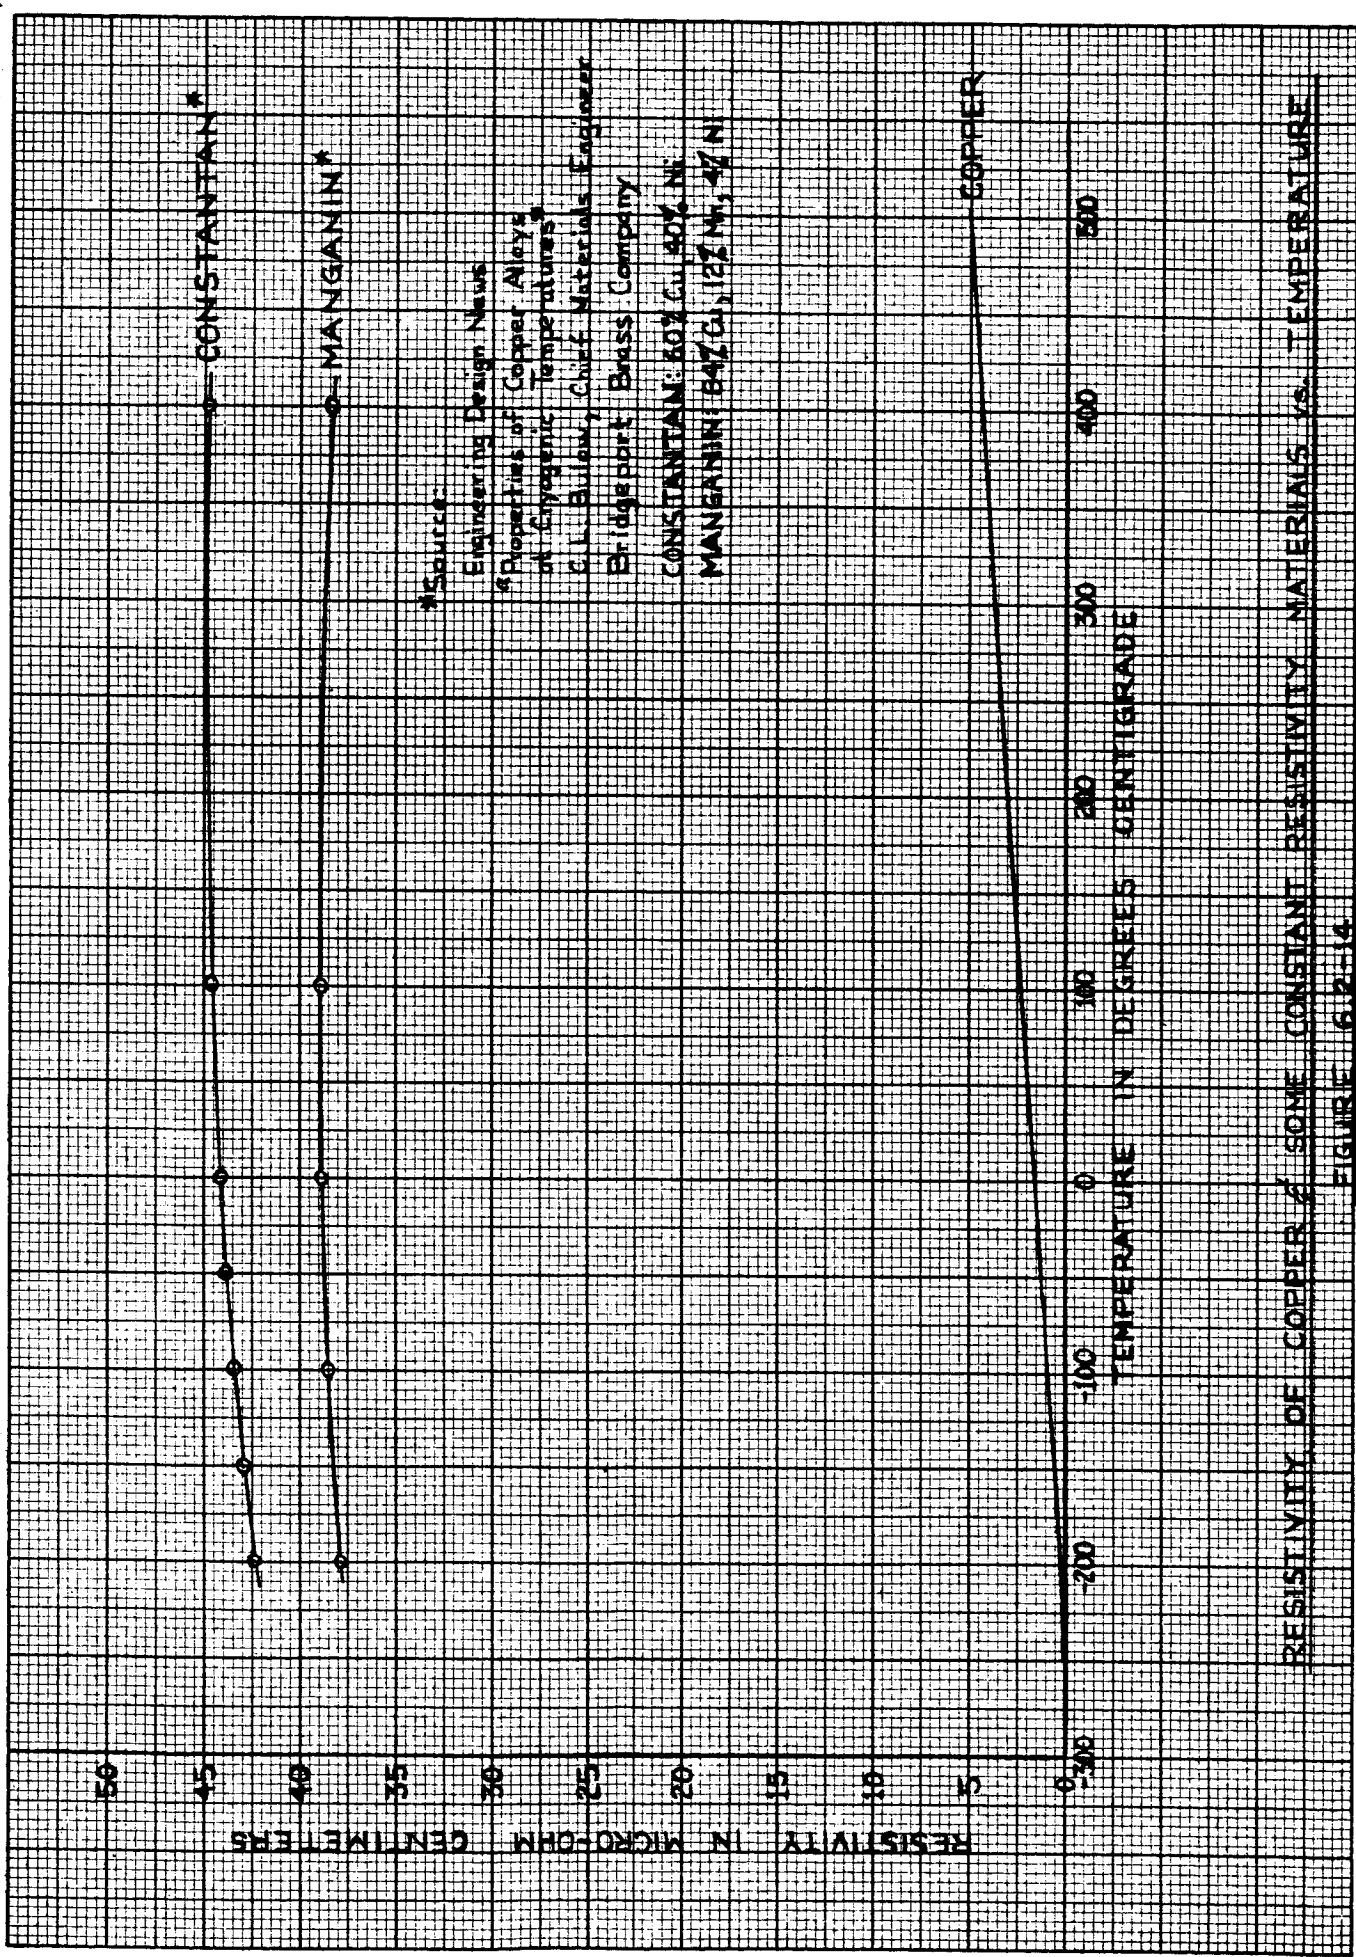 RESISTIVITY IN MICRO-OHM CENTIMETERS
50
45
40
35
30
25
20
15
10
5
0
-300
-200
-100
0
100
200
300
400
500
TEMPERATURE IN DEGREES CENTIGRADE
CONSTANTAN*
MANGANIN*
*Source:
Engineering Design News
"Properties of Copper Alloys
at Cryogenic Temperatures"
C.L. Bulow, Chief Materials Engineer
Bridgeport Brass Company
CONSTANTAN: 60% Cu, 40% Ni
MANGANIN: 84% Cu, 12% Mn, 4% Ni
COPPER
RESISTIVITY OF COPPER & SOME CONSTANT RESISTIVITY MATERIALS vs. TEMPERATURE
FIGURE 6.2-14